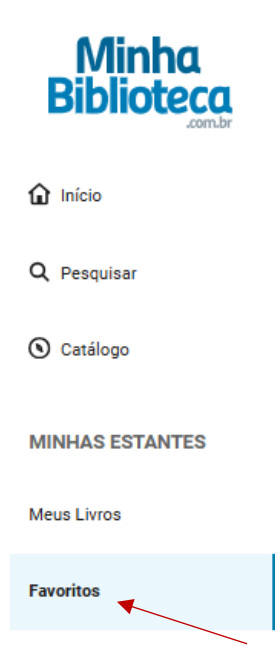 Minha
Biblioteca
.com.br
Início
Pesquisar
Catálogo
MINHAS ESTANTES
Meus Livros
Favoritos